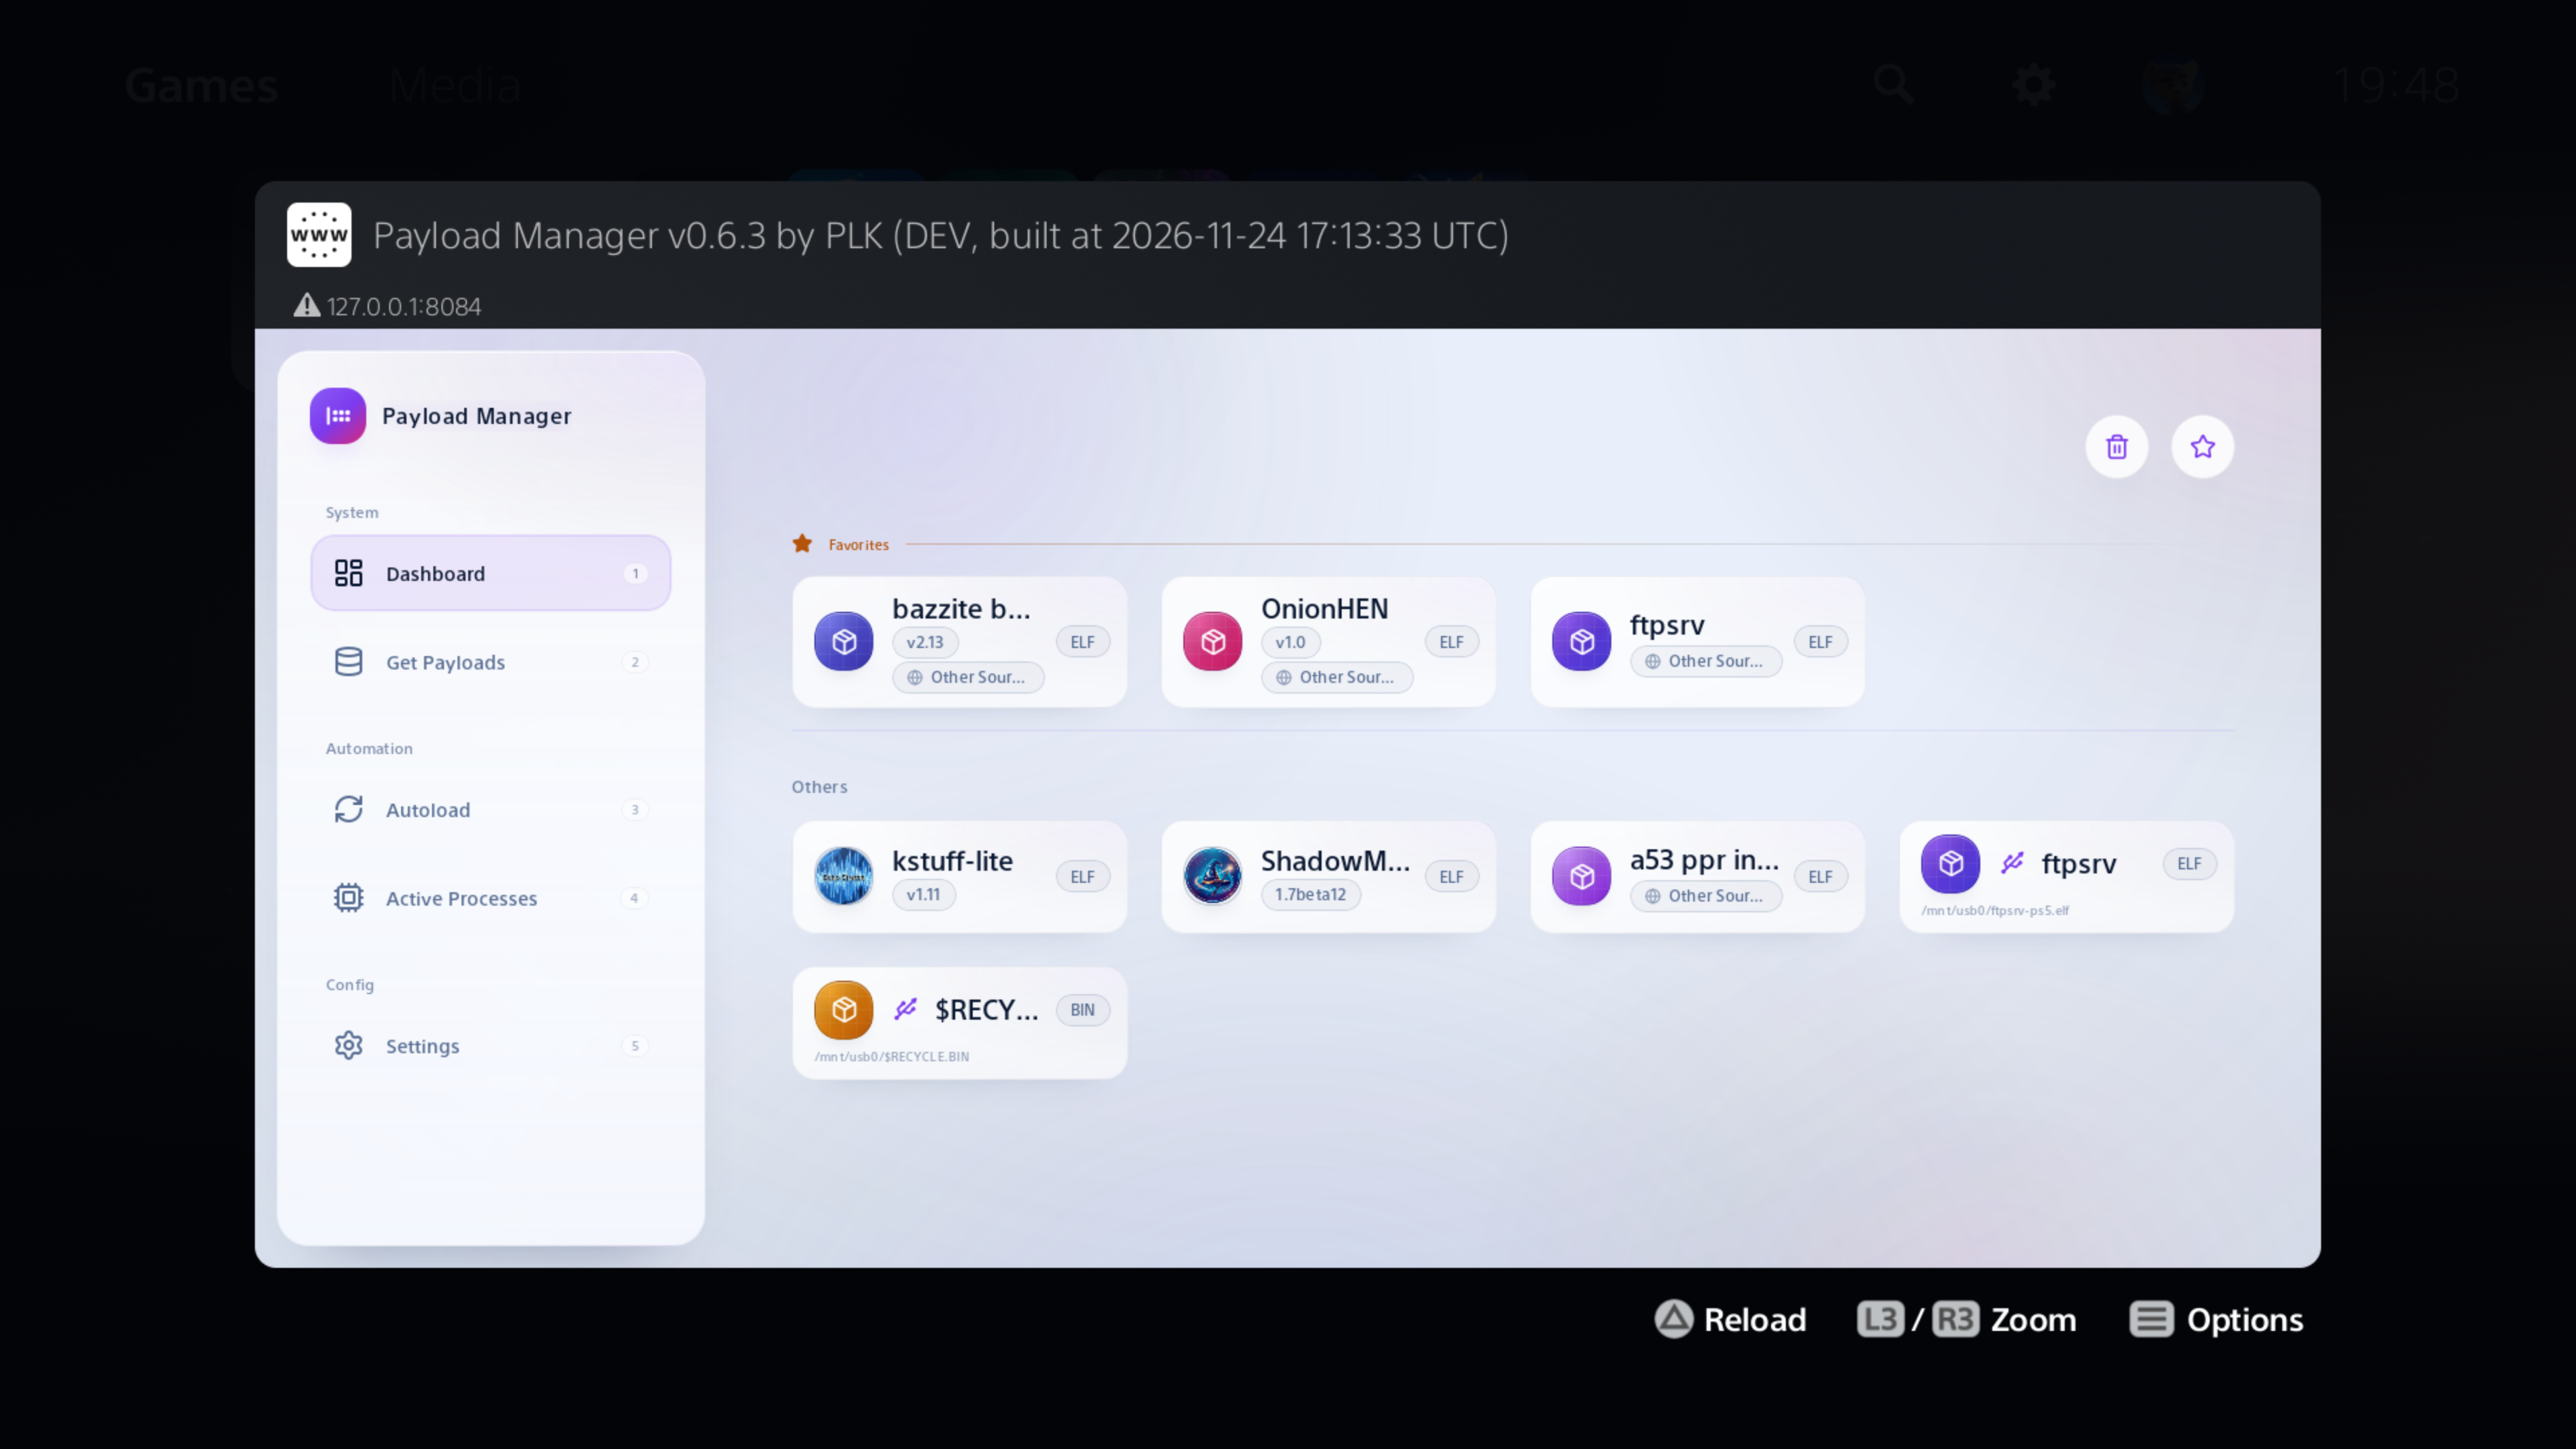 Games Media 19:48
www Payload Manager v0.6.3 by PLK (DEV, built at 2026-11-24 17:13:33 UTC)
127.0.0.1:8084
Payload Manager
System
Dashboard 1
Get Payloads 2
Automation
Autoload 3
Active Processes 4
Config
Settings 5
Favorites
bazzite b...
v2.13
Other Sour...
ELF
OnionHEN
v1.0
Other Sour...
ELF
ftpsrv
Other Sour...
ELF
Others
kstuff-lite
v1.11
ELF
ShadowM...
1.7beta12
ELF
a53 ppr in...
Other Sour...
ELF
ftpsrv
ELF
/mnt/usb0/ftpsrv-ps5.elf
$RECY...
BIN
/mnt/usb0/$RECYCLE.BIN
Reload L3 / R3 Zoom Options